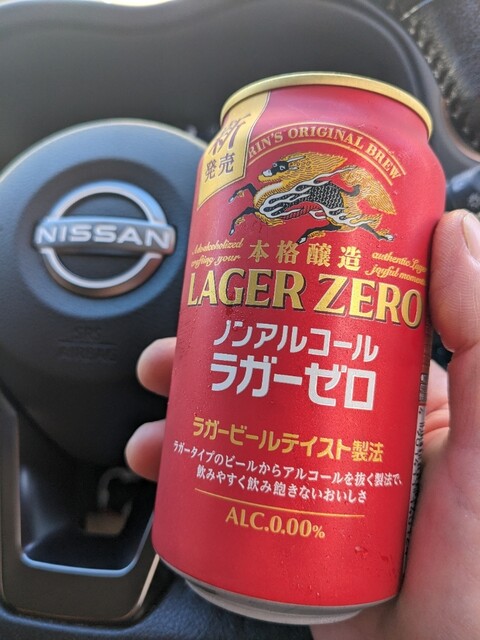 新
発売
KIRIN'S ORIGINAL BREW
本格醸造
authentic Lager
joyful moments
LAGER ZERO
ノンアルコール
ラガーゼロ
ラガービールテイスト製法
ラガータイプのビールからアルコールを抜く製法で、
飲みやすく飲み飽きないおいしさ
ALC.0.00%
NISSAN